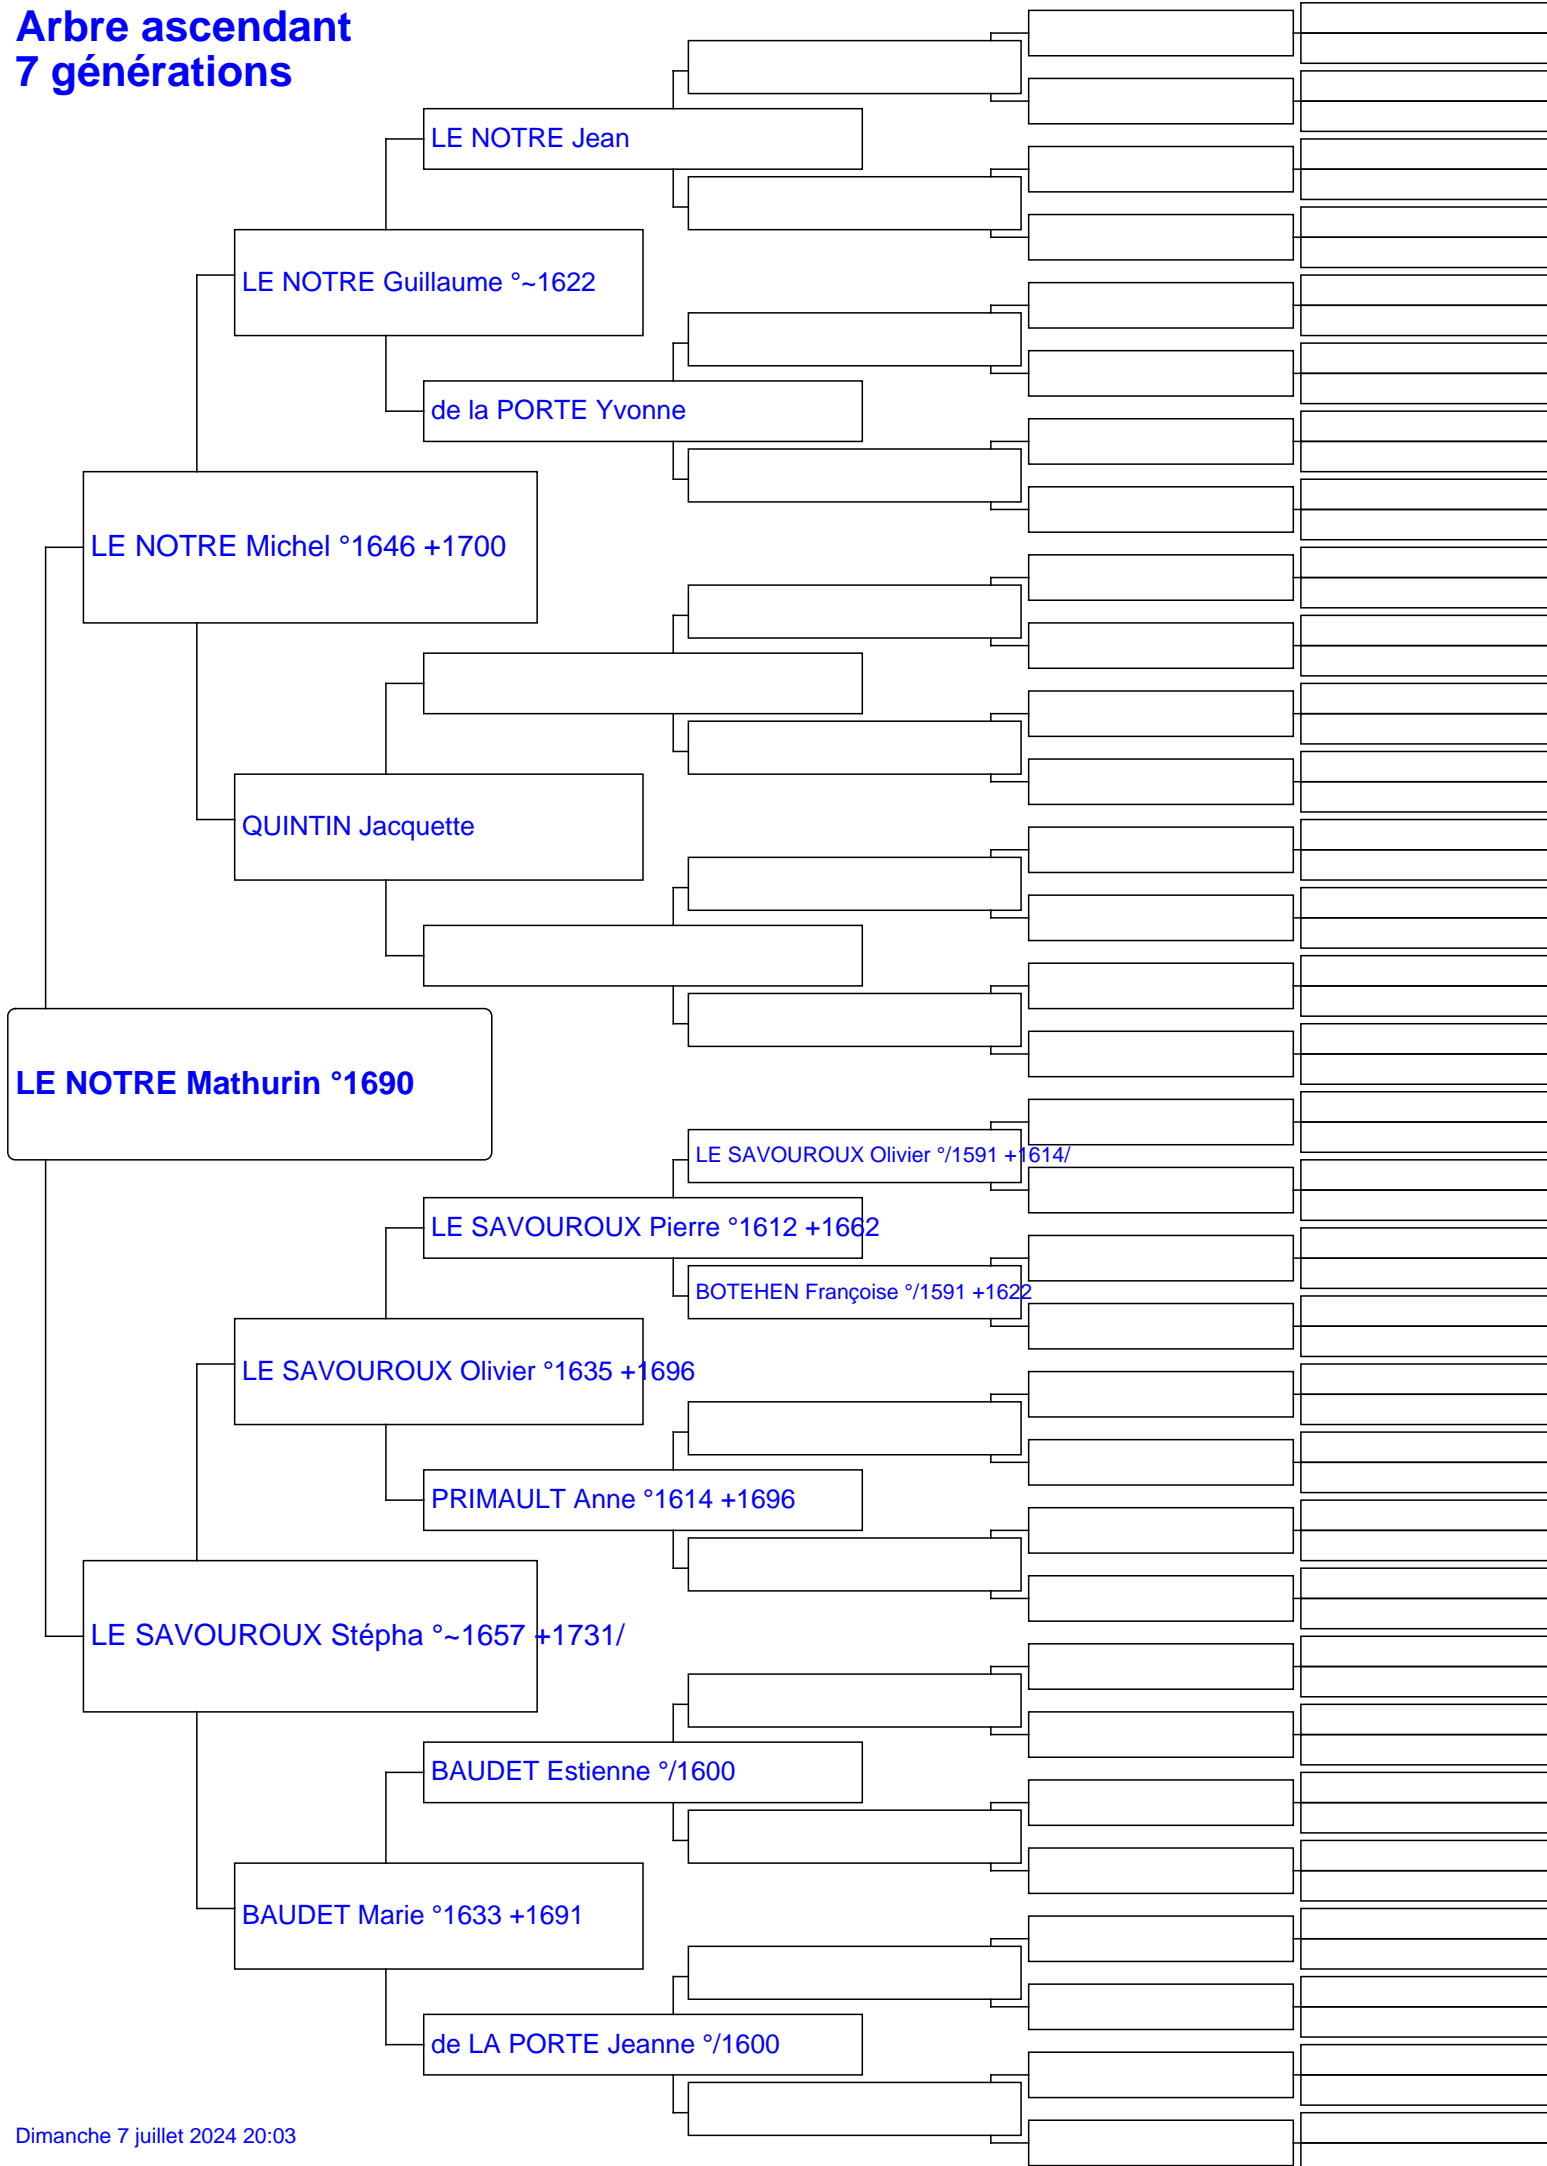 Arbre ascendant
7 générations
LE NOTRE Jean
LE NOTRE Guillaume °~1622
de la PORTE Yvonne
LE NOTRE Michel °1646 +1700
QUINTIN Jacquette
LE NOTRE Mathurin °1690
LE SAVOUROUX Olivier °/1591 +1614/
LE SAVOUROUX Pierre °1612 +1662
BOTEHEN Françoise °/1591 +1622
LE SAVOUROUX Olivier °1635 +1696
PRIMAULT Anne °1614 +1696
LE SAVOUROUX Stépha °~1657 +1731/
BAUDET Estienne °/1600
BAUDET Marie °1633 +1691
de LA PORTE Jeanne °/1600
Dimanche 7 juillet 2024 20:03